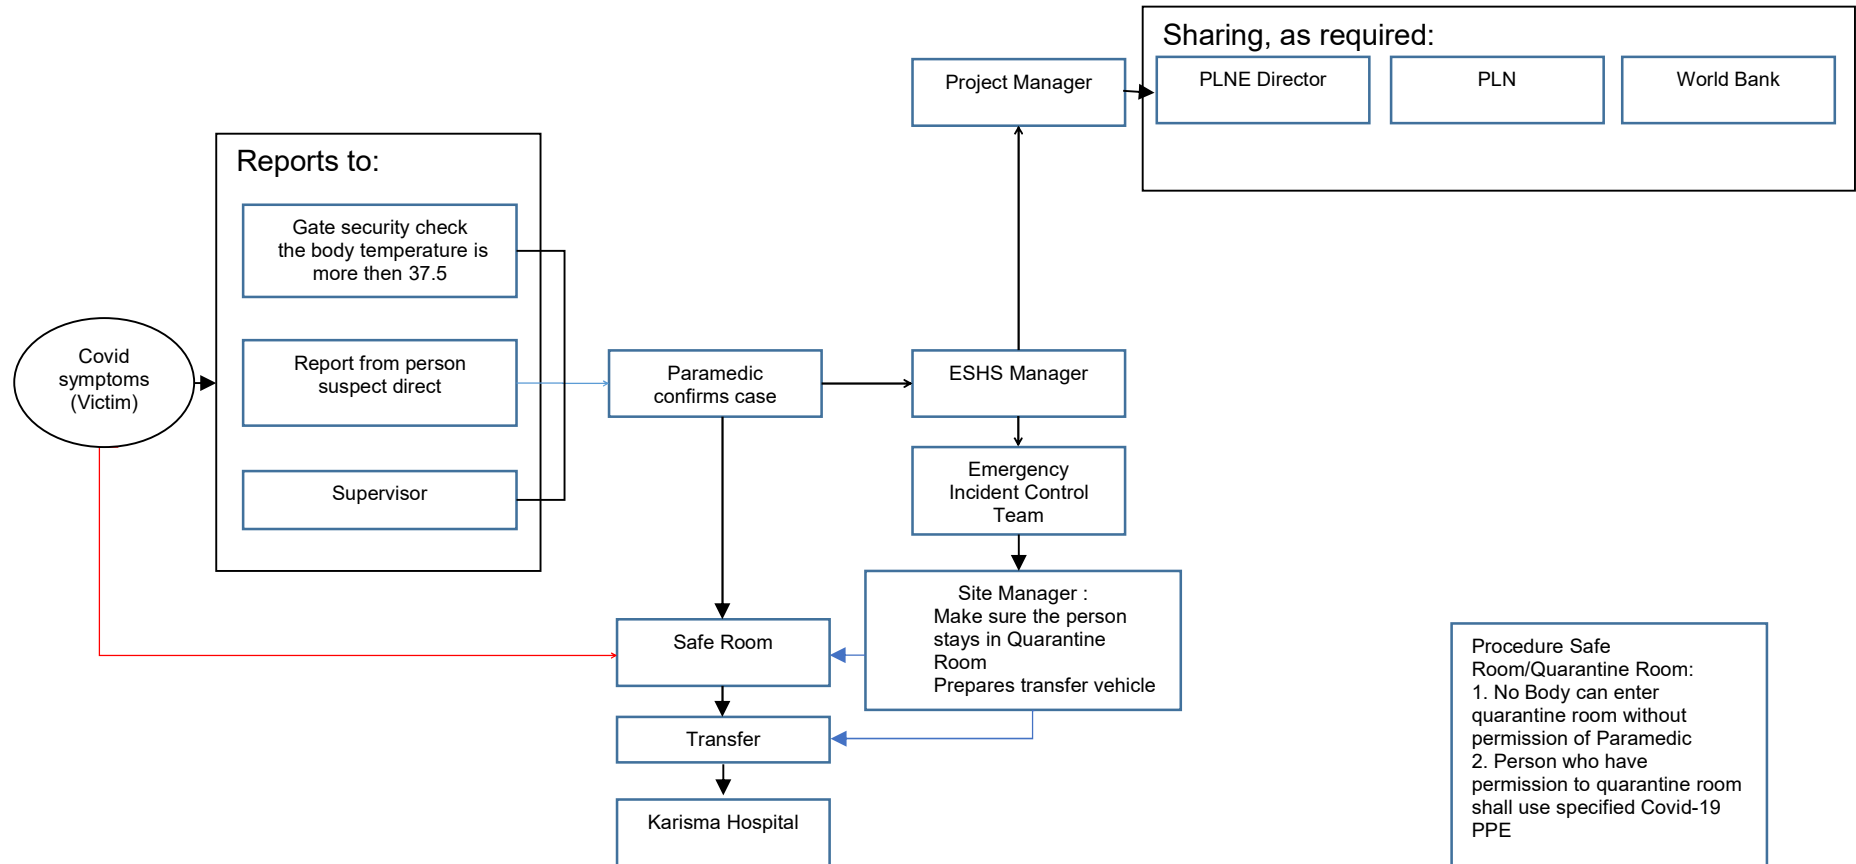 Sharing, as required:
Project Manager
PLNE Director
PLN
World Bank
Reports to:
Gate security check
the body temperature is
more then 37.5
Report from person
suspect direct
Supervisor
Covid
symptoms
(Victim)
Paramedic
confirms case
ESHS Manager
Emergency
Incident Control
Team
Site Manager :
Make sure the person
stays in Quarantine
Room
Prepares transfer vehicle
Safe Room
Transfer
Karisma Hospital
Procedure Safe
Room/Quarantine Room:
1. No Body can enter
quarantine room without
permission of Paramedic
2. Person who have
permission to quarantine room
shall use specified Covid-19
PPE